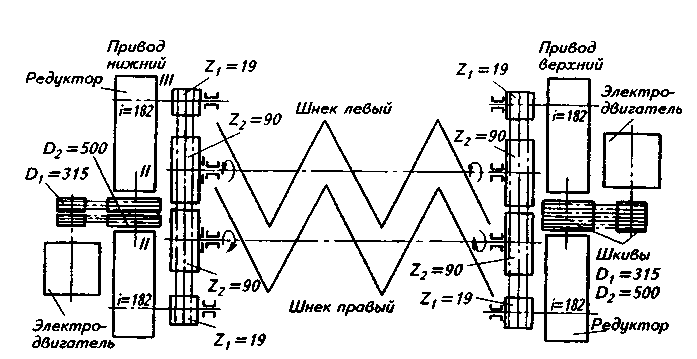 Привод
нижний
III
Редуктор
Z₁=19
i=182
Z₂=90
D₂=500
D₁=315
II
II
i=182
Z₂=90
Z₁=19
Электро-
двигатель
Шнек левый
Шнек правый
Привод
верхний
Z₁=19
i=182
Электро-
двигатель
Z₂=90
Z₂=90
Z₁=19
i=182
Шкивы
D₁=315
D₂=500
Редуктор